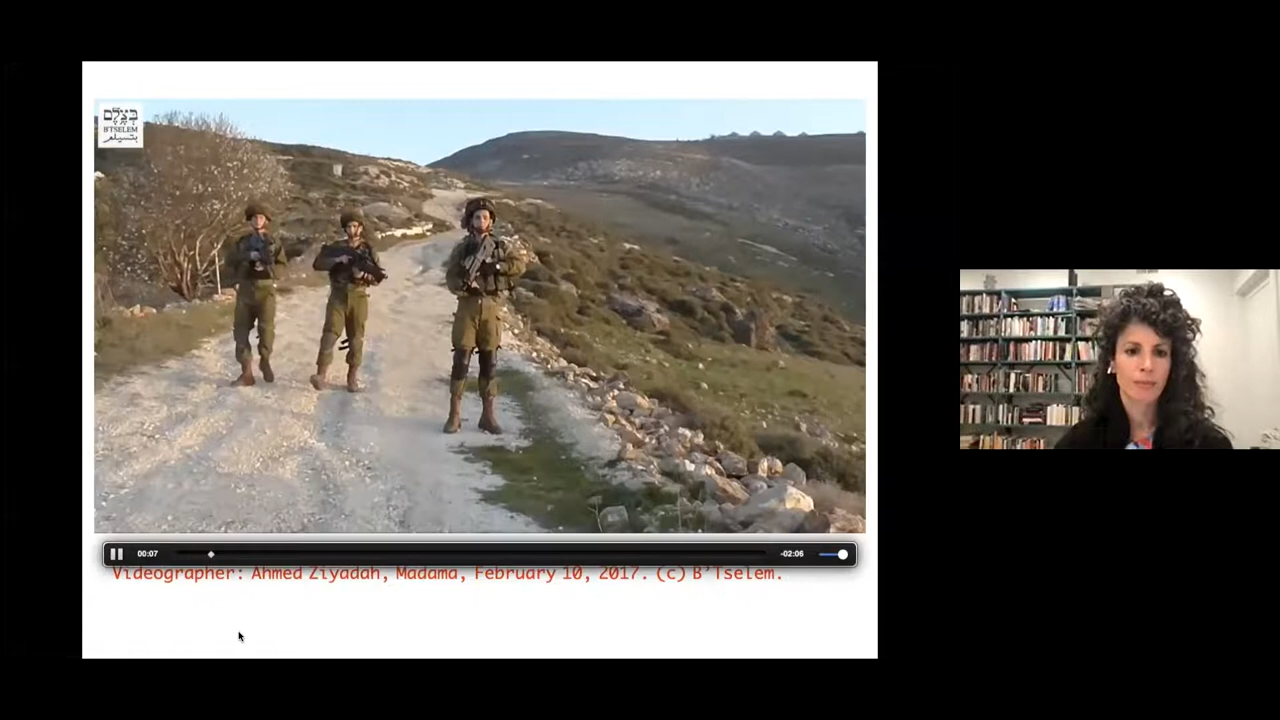 בצלם
B'TSELEM
بتسيلم
00:07
-02:06
Videographer: Ahmed Ziyadah, Madama, February 10, 2017. (c) B'Tselem.